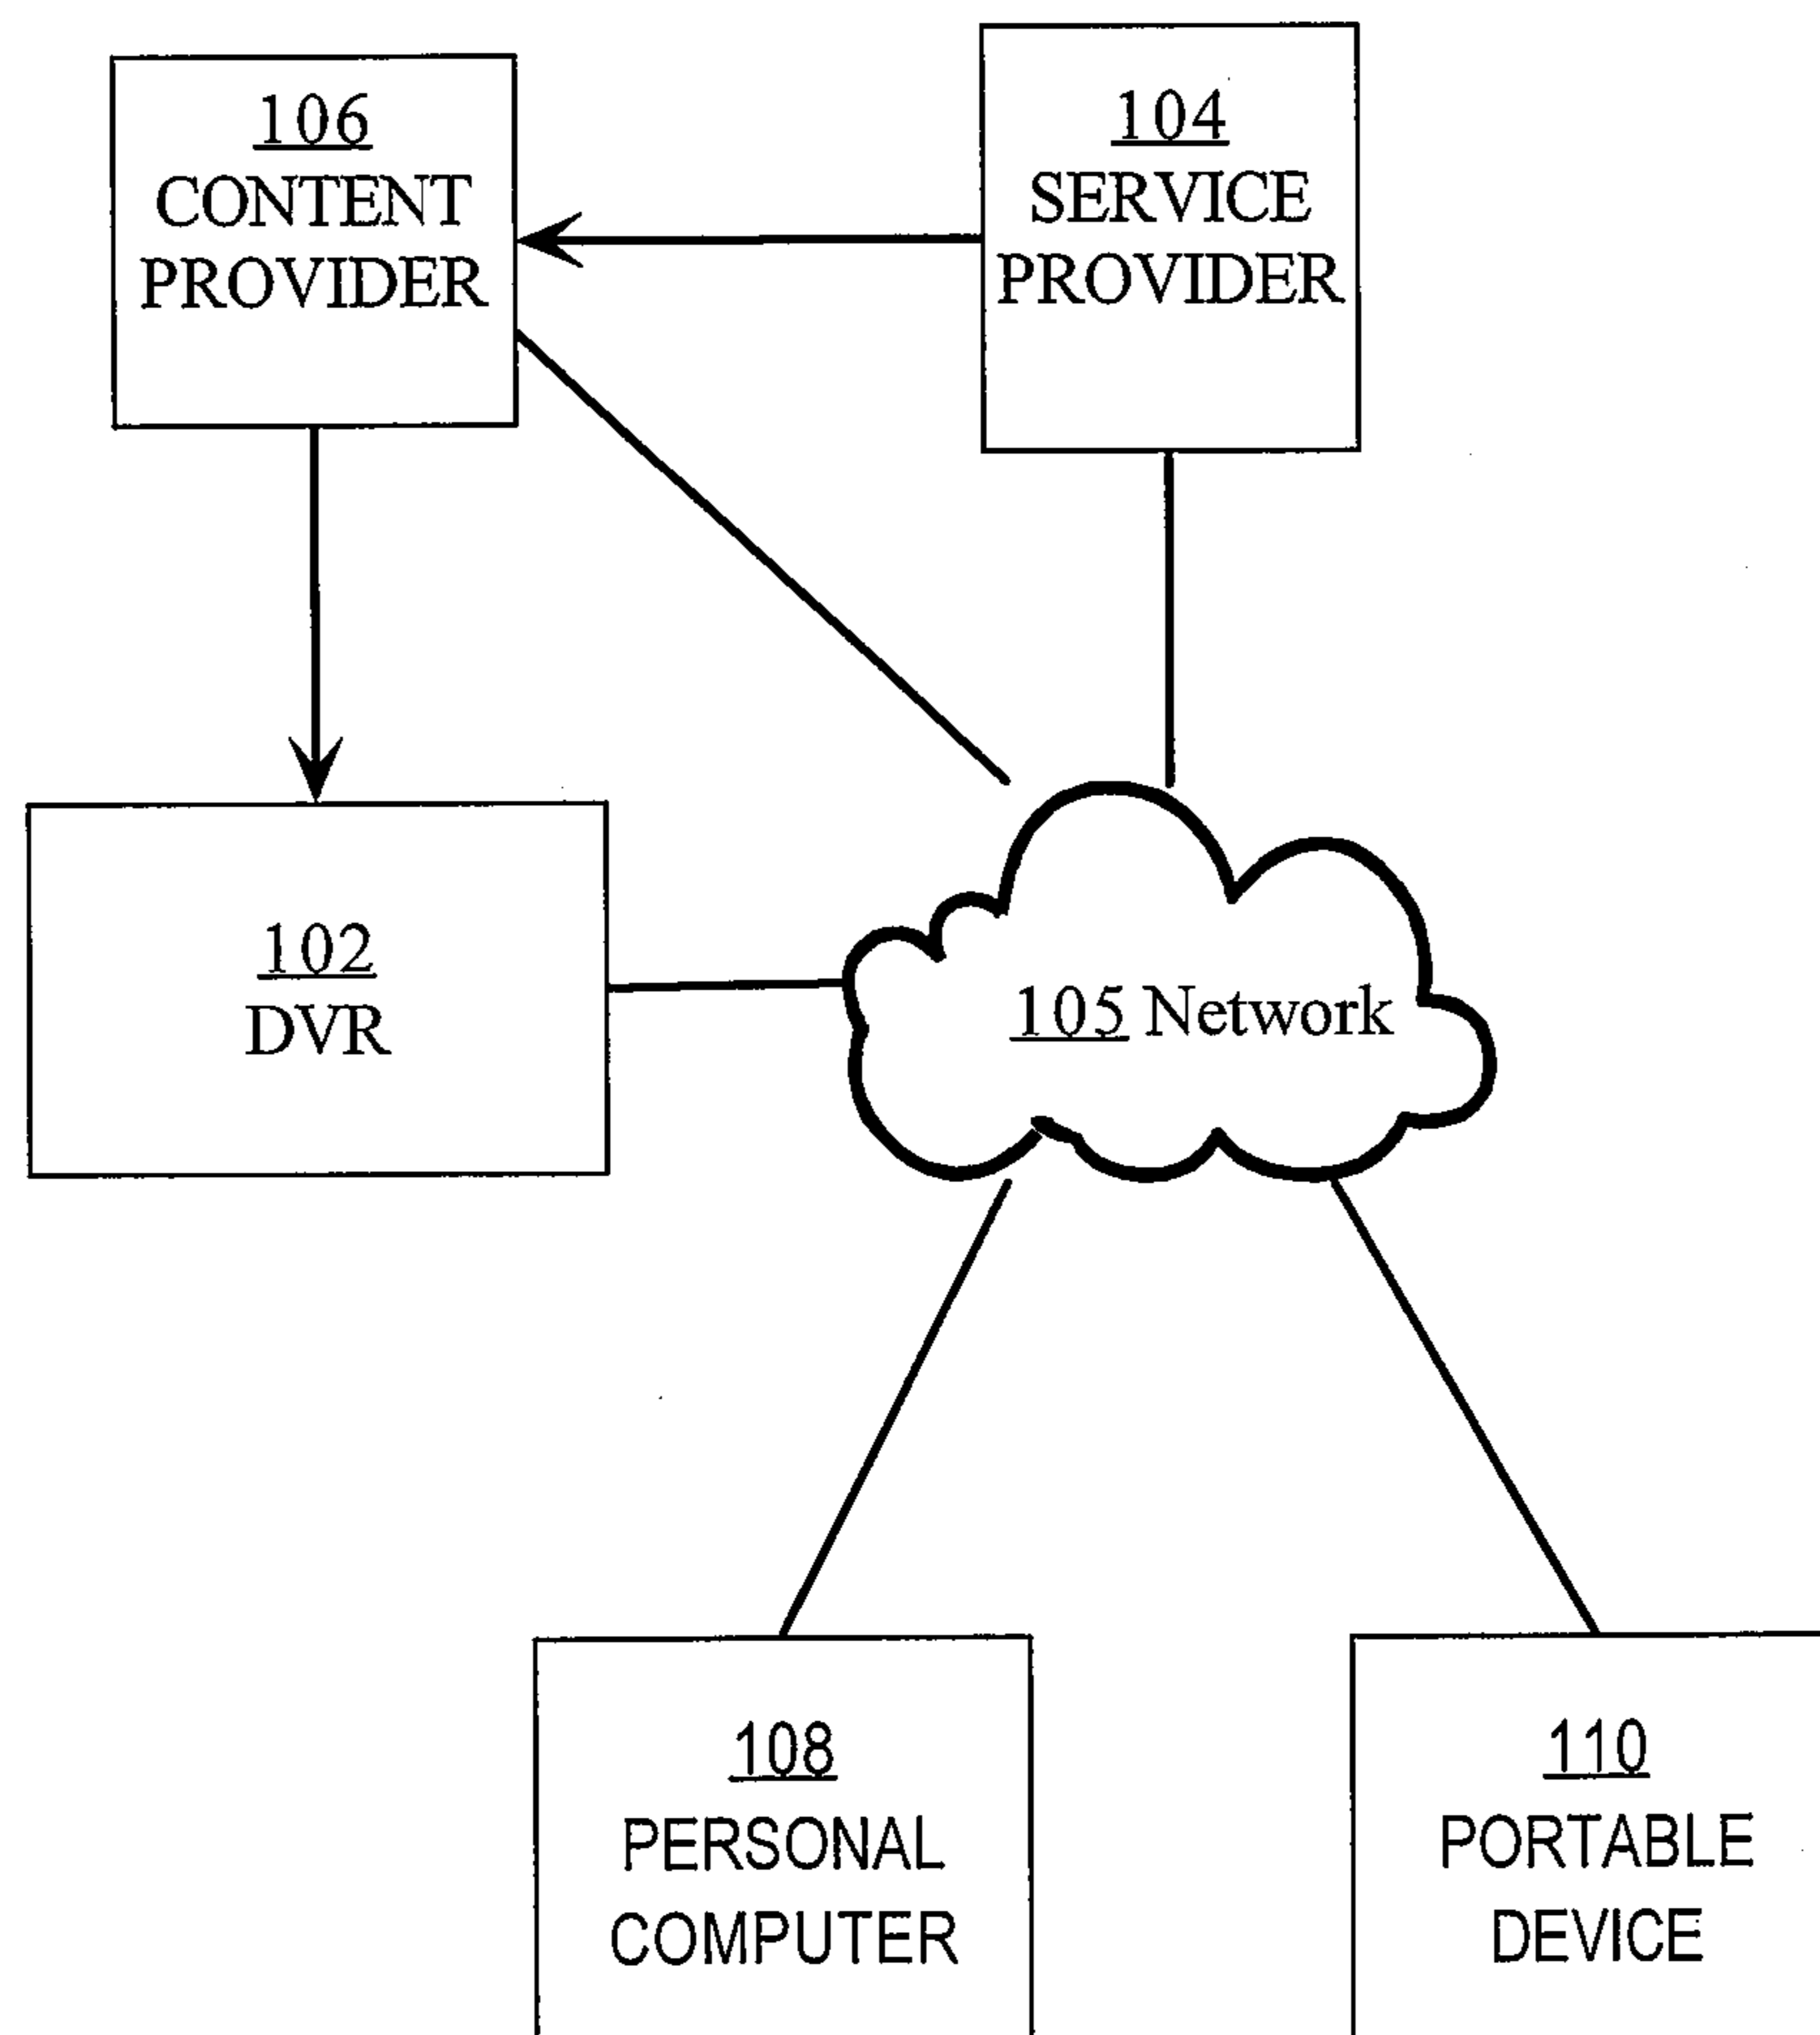 106
CONTENT
PROVIDER
104
SERVICE
PROVIDER
102
DVR
105 Network
108
PERSONAL
COMPUTER
110
PORTABLE
DEVICE